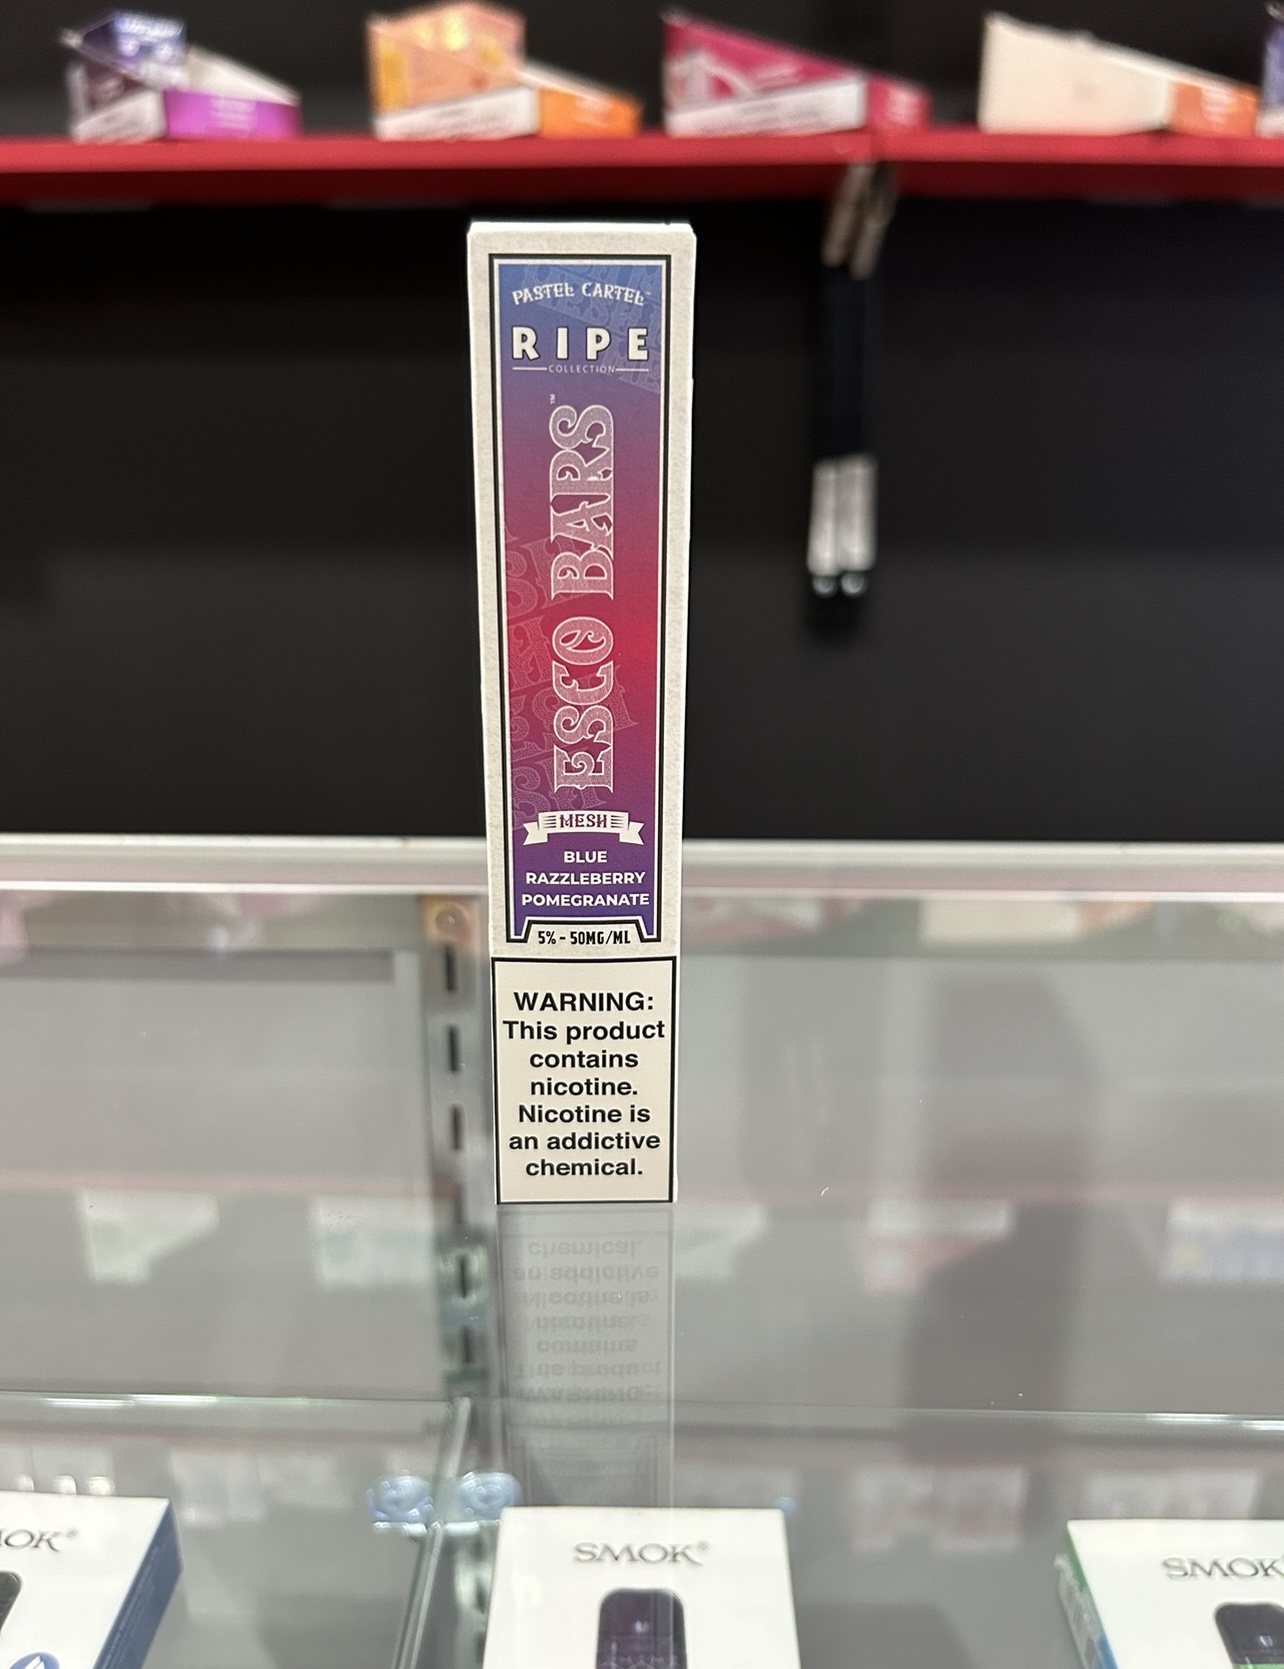 PASTEL CARTEL
RIPE
COLLECTION
ESCO BARS™
MESH
BLUE
RAZZLEBERRY
POMEGRANATE
5% - 50MG/ML
WARNING:
This product
contains
nicotine.
Nicotine is
an addictive
chemical.
SMOK®
SMOK